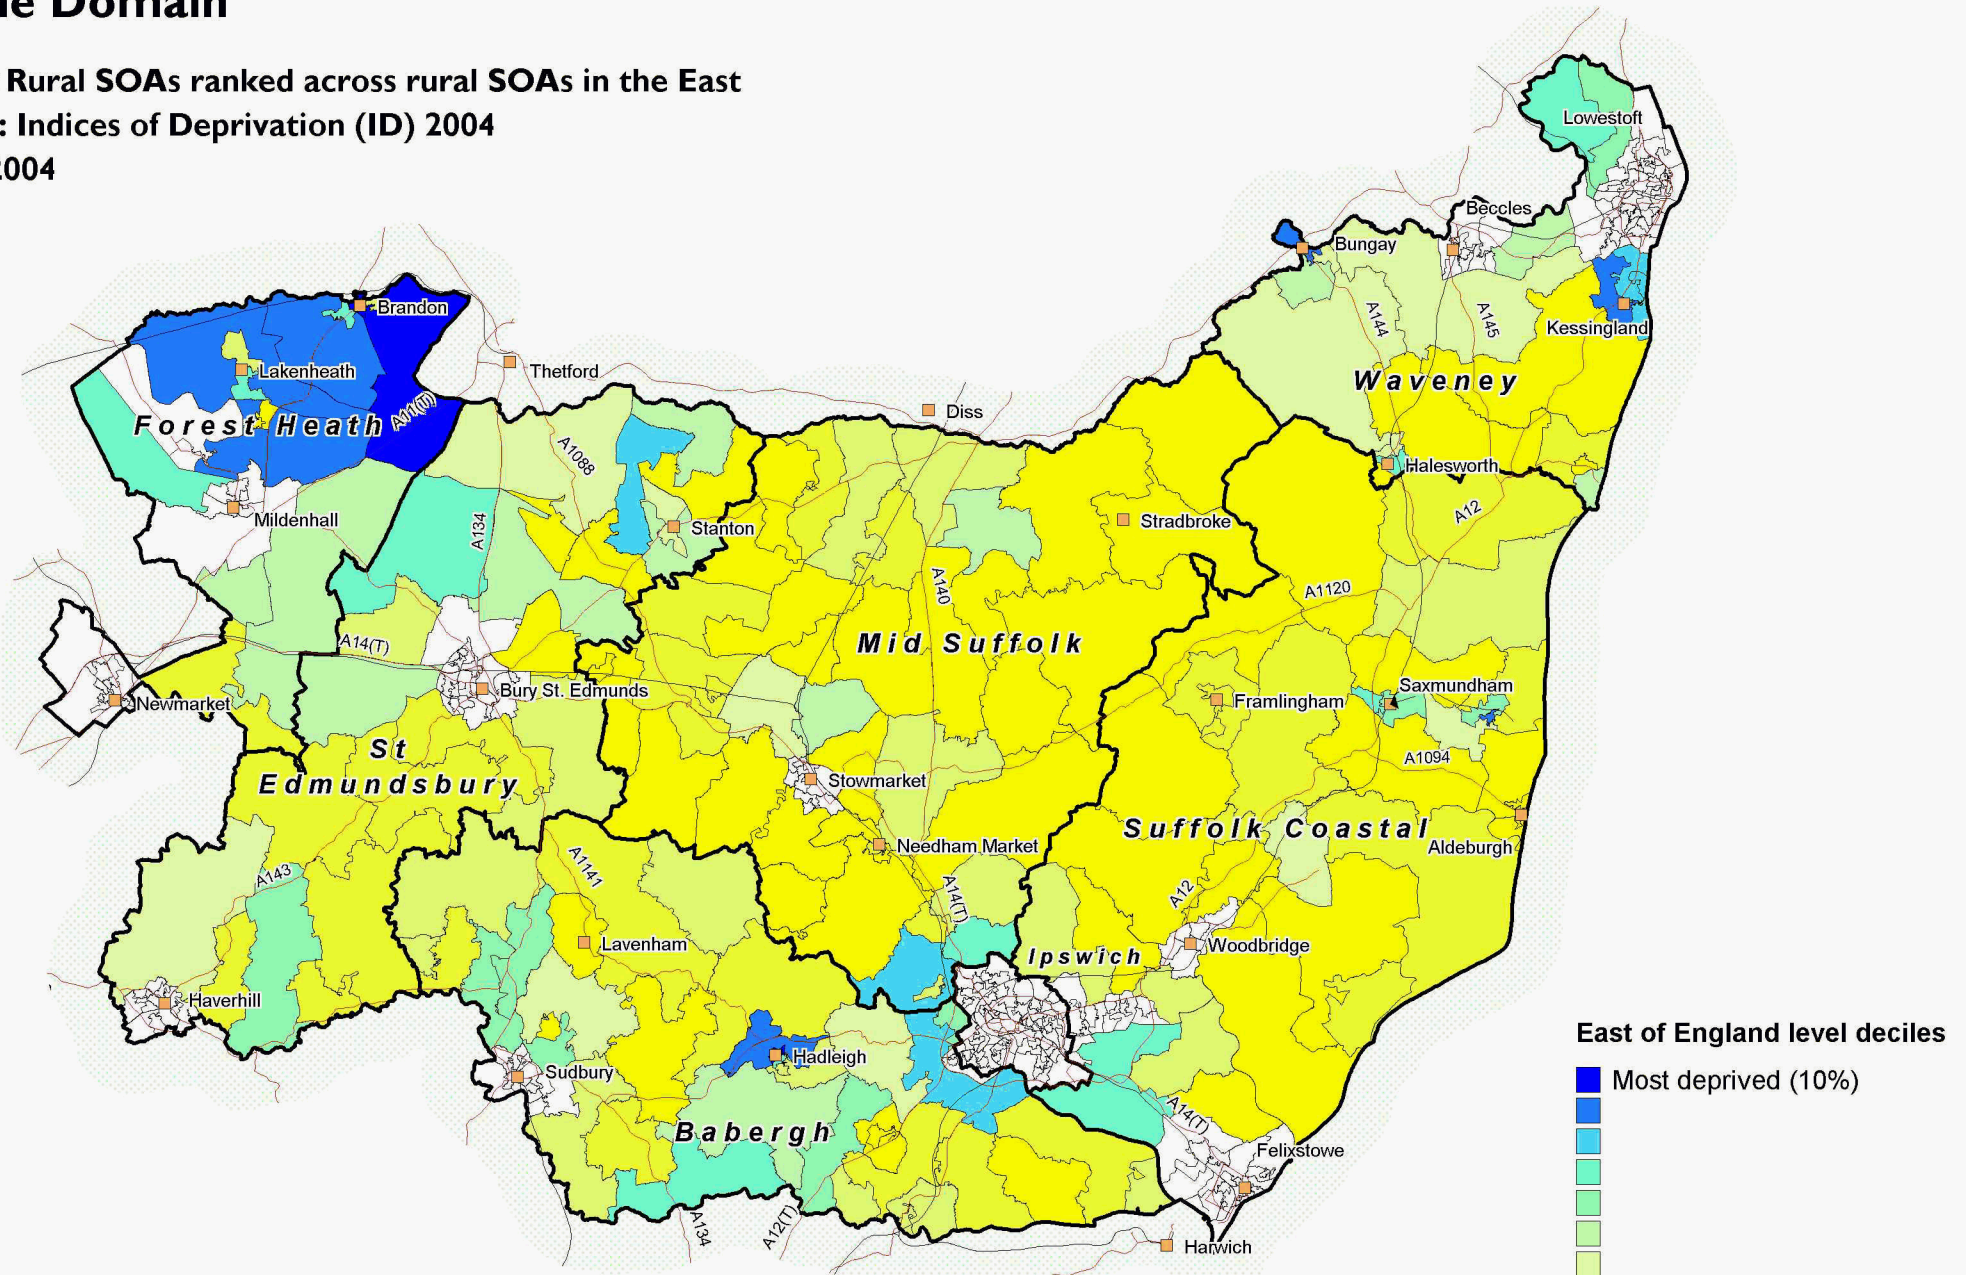 le Domain
Rural SOAs ranked across rural SOAs in the East
: Indices of Deprivation (ID) 2004
2004
Lowestoft
Beccles
Bungay
A144
A145
Kessingland
Waveney
Brandon
Lakenheath
Thetford
A11(T)
Forest Heath
Diss
A1088
Halesworth
Mildenhall
A134
Stanton
Stradbroke
A12
A140
A1120
A14(T)
Mid Suffolk
Bury St. Edmunds
Newmarket
Framlingham
Saxmundham
St
Edmundsbury
A1094
Stowmarket
Suffolk Coastal
Needham Market
Aldeburgh
A143
A1141
A14(T)
A12
Lavenham
Ipswich
Woodbridge
Haverhill
Hadleigh
Sudbury
Babergh
A14(T)
Felixstowe
A134
A12(T)
Harwich
East of England level deciles
Most deprived (10%)